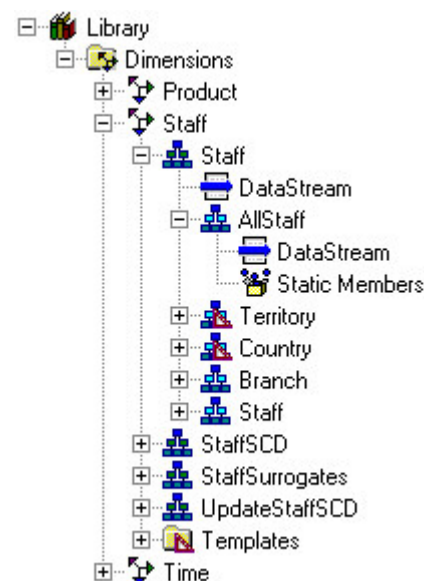 Library
Dimensions
Product
Staff
Staff
DataStream
AllStaff
DataStream
Static Members
Territory
Country
Branch
Staff
StaffSCD
StaffSurrogates
UpdateStaffSCD
Templates
Time